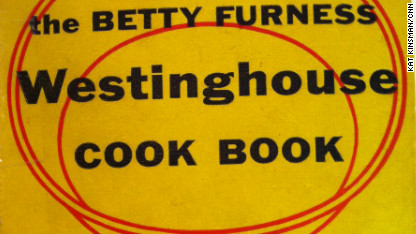 the BETTY FURNESS
Westinghouse
COOK BOOK
KAT KINSMAN/CNN